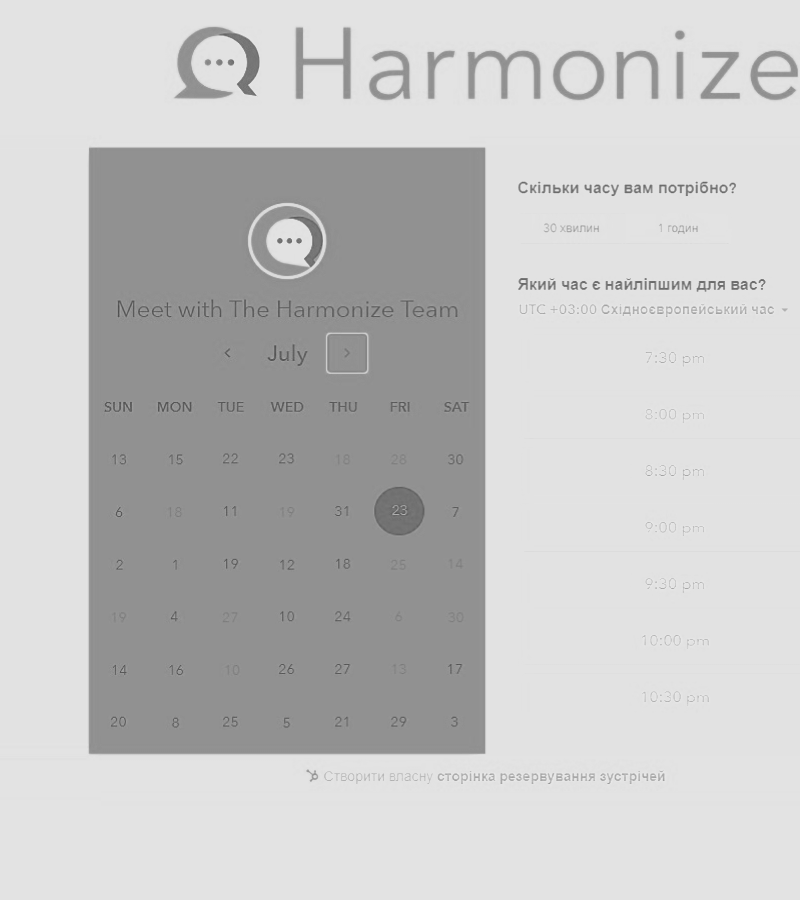 Harmonize
Meet with The Harmonize Team
July
SUN MON TUE WED THU FRI SAT
13 15 22 23 18 28 30
6 18 11 19 31 23 7
2 1 19 12 18 25 14
19 4 27 10 24 6 30
14 16 10 26 27 13 17
20 8 25 5 21 29 3
Скільки часу вам потрібно?
30 хвилин 1 годин
Який час є найліпшим для вас?
UTC +03:00 Східноєвропейський час
7:30 pm
8:00 pm
8:30 pm
9:00 pm
9:30 pm
10:00 pm
10:30 pm
Створити власну сторінка резервування зустрічей